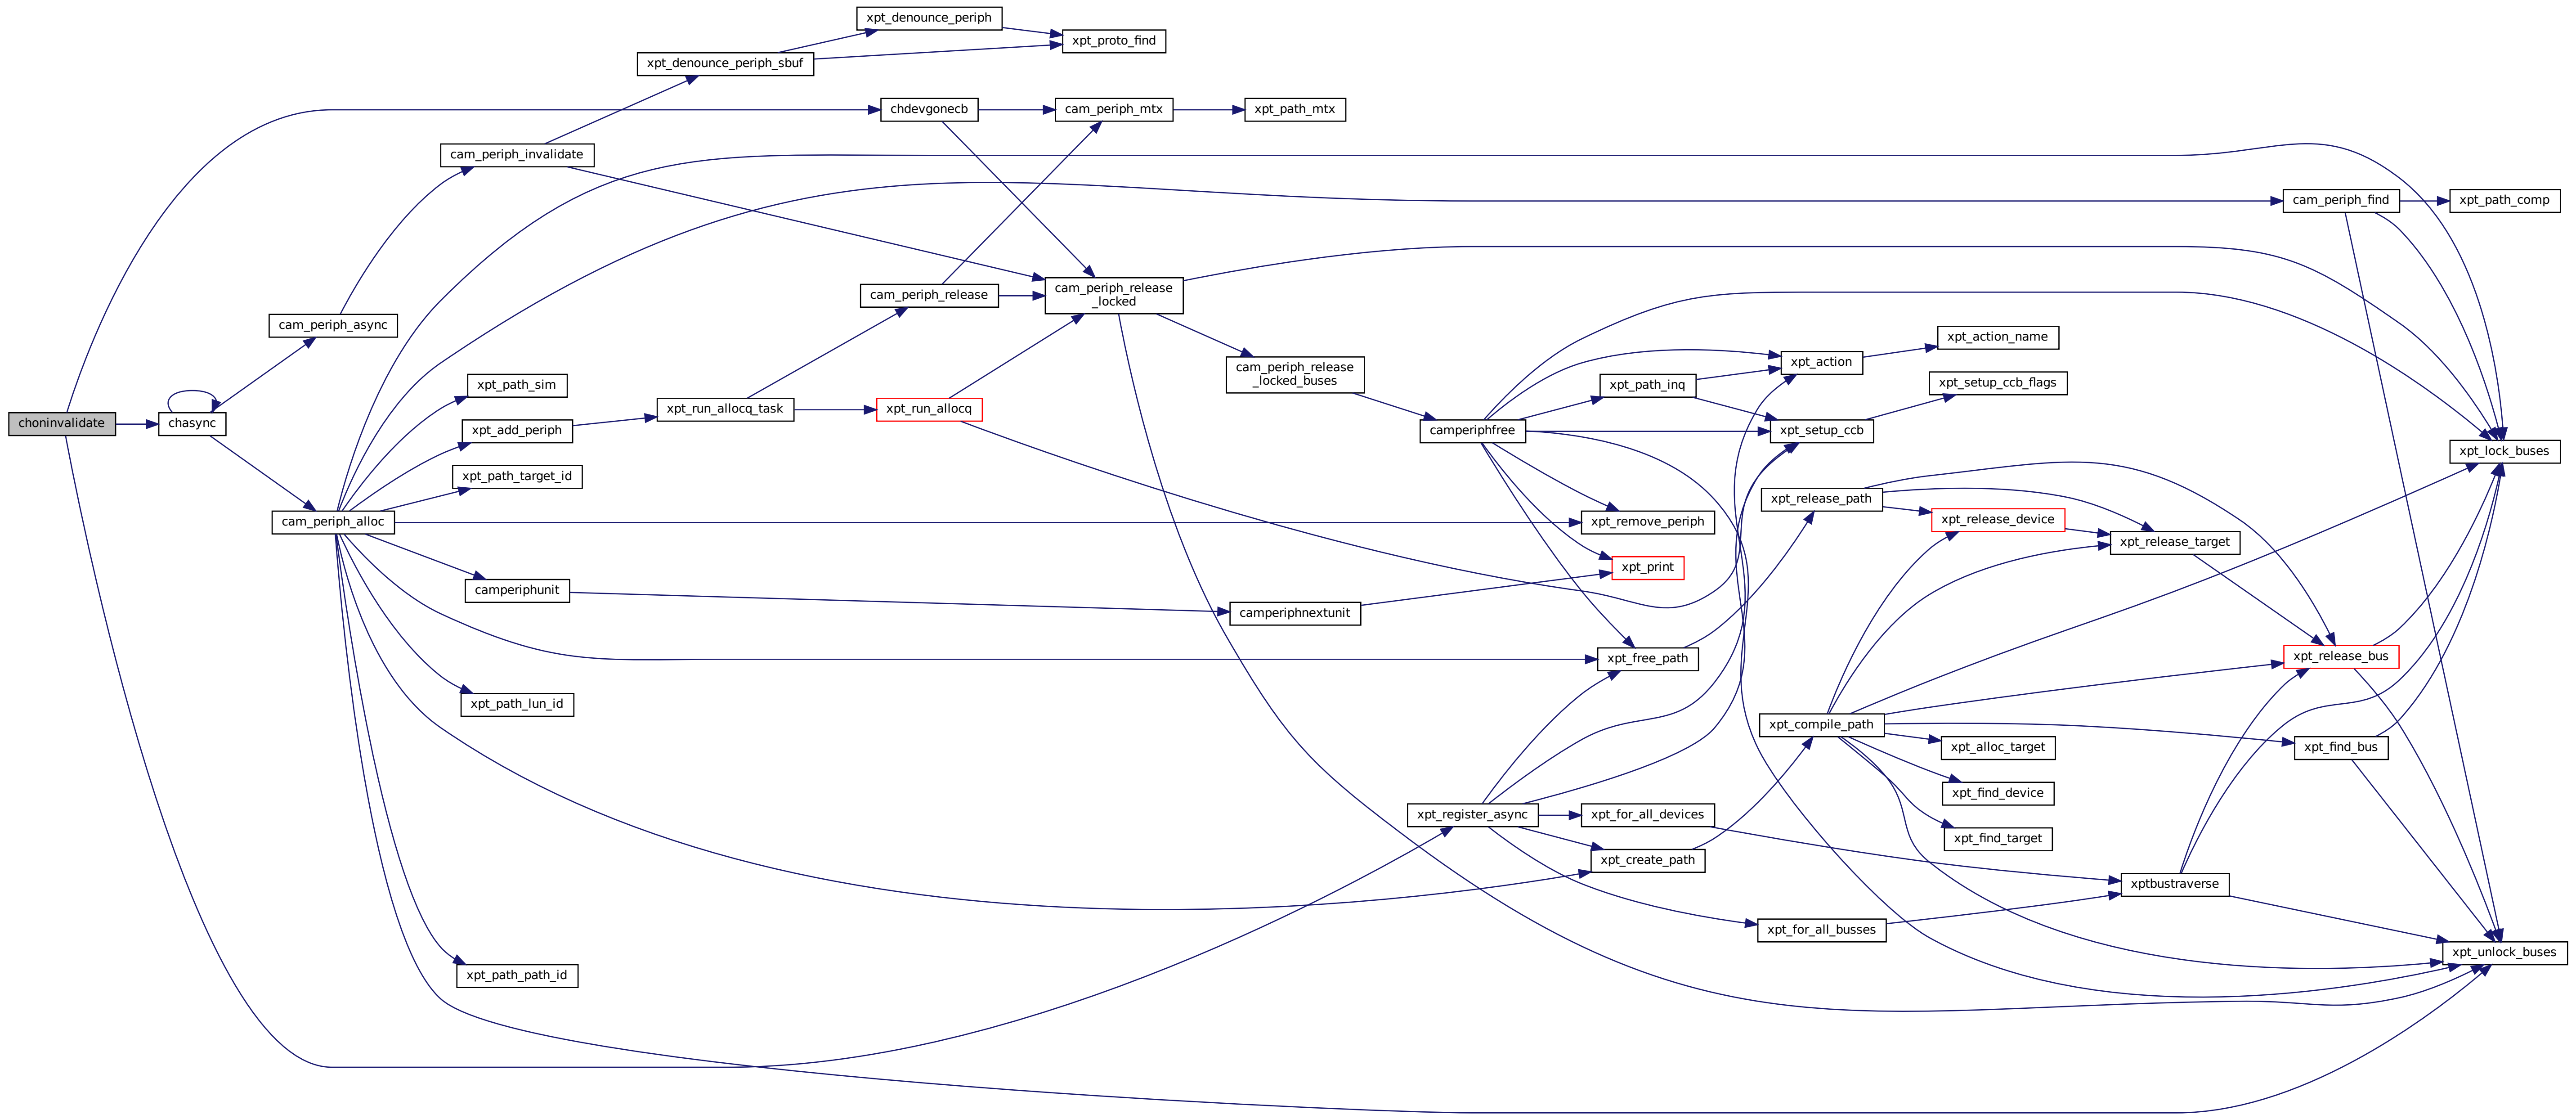 xpt_denounce_periph
xpt_proto_find
xpt_denounce_periph_sbuf
chdevgonecb
cam_periph_mtx
xpt_path_mtx
cam_periph_invalidate
cam_periph_find
xpt_path_comp
cam_periph_release
cam_periph_release
_locked
cam_periph_async
xpt_action_name
xpt_action
cam_periph_release
_locked_buses
xpt_path_sim
xpt_path_inq
xpt_setup_ccb_flags
xpt_run_allocq_task
xpt_run_allocq
choninvalidate
chasync
xpt_add_periph
camperiphfree
xpt_setup_ccb
xpt_lock_buses
xpt_path_target_id
xpt_release_path
cam_periph_alloc
xpt_remove_periph
xpt_release_device
xpt_release_target
xpt_print
camperiphunit
camperiphnextunit
xpt_free_path
xpt_release_bus
xpt_path_lun_id
xpt_compile_path
xpt_alloc_target
xpt_find_bus
xpt_find_device
xpt_register_async
xpt_for_all_devices
xpt_find_target
xpt_create_path
xptbustraverse
xpt_for_all_busses
xpt_unlock_buses
xpt_path_path_id